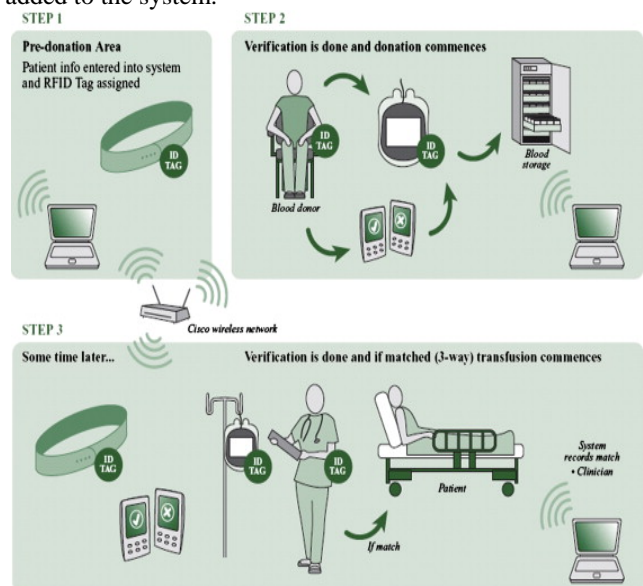 added to the system.
STEP 1
Pre-donation Area
Patient info entered into system
and RFID Tag assigned
ID
TAG
STEP 2
Verification is done and donation commences
ID
TAG
Blood donor
ID
TAG
Blood
storage
Cisco wireless network
STEP 3
Some time later...
ID
TAG
Verification is done and if matched (3-way) transfusion commences
ID
TAG
ID
TAG
If match
Patient
System
records match
• Clinician